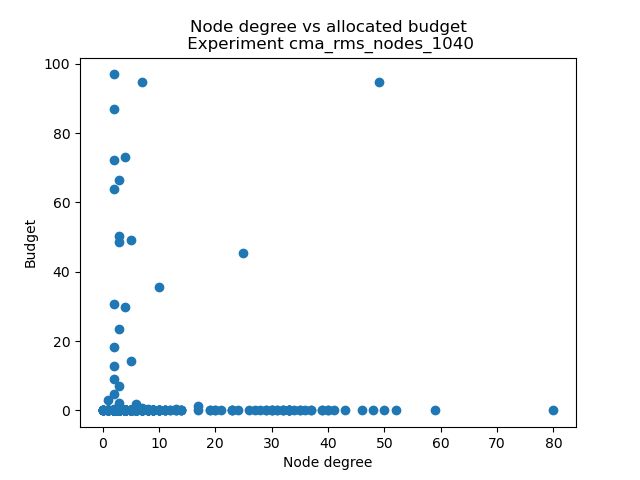 Node degree vs allocated budget
Experiment cma_rms_nodes_1040
100
80
60
40
20
0
Budget
0 10 20 30 40 50 60 70 80
Node degree